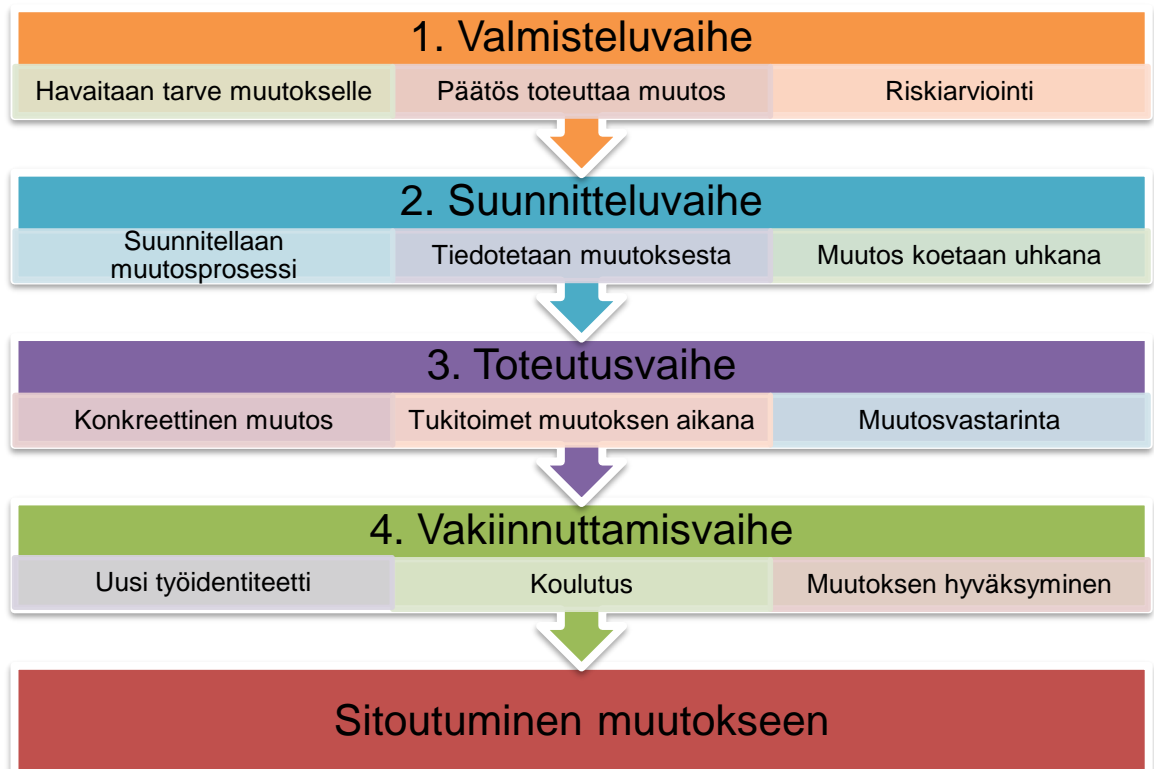 1. Valmisteluvaihe
Havaitaan tarve muutokselle
Päätös toteuttaa muutos
Riskiarviointi
2. Suunnitteluvaihe
Suunnitellaan
muutosprosessi
Tiedotetaan muutoksesta
Muutos koetaan uhkana
3. Toteutusvaihe
Konkreettinen muutos
Tukitoimet muutoksen aikana
Muutosvastarinta
4. Vakiinnuttamisvaihe
Uusi työidentiteetti
Koulutus
Muutoksen hyväksyminen
Sitoutuminen muutokseen